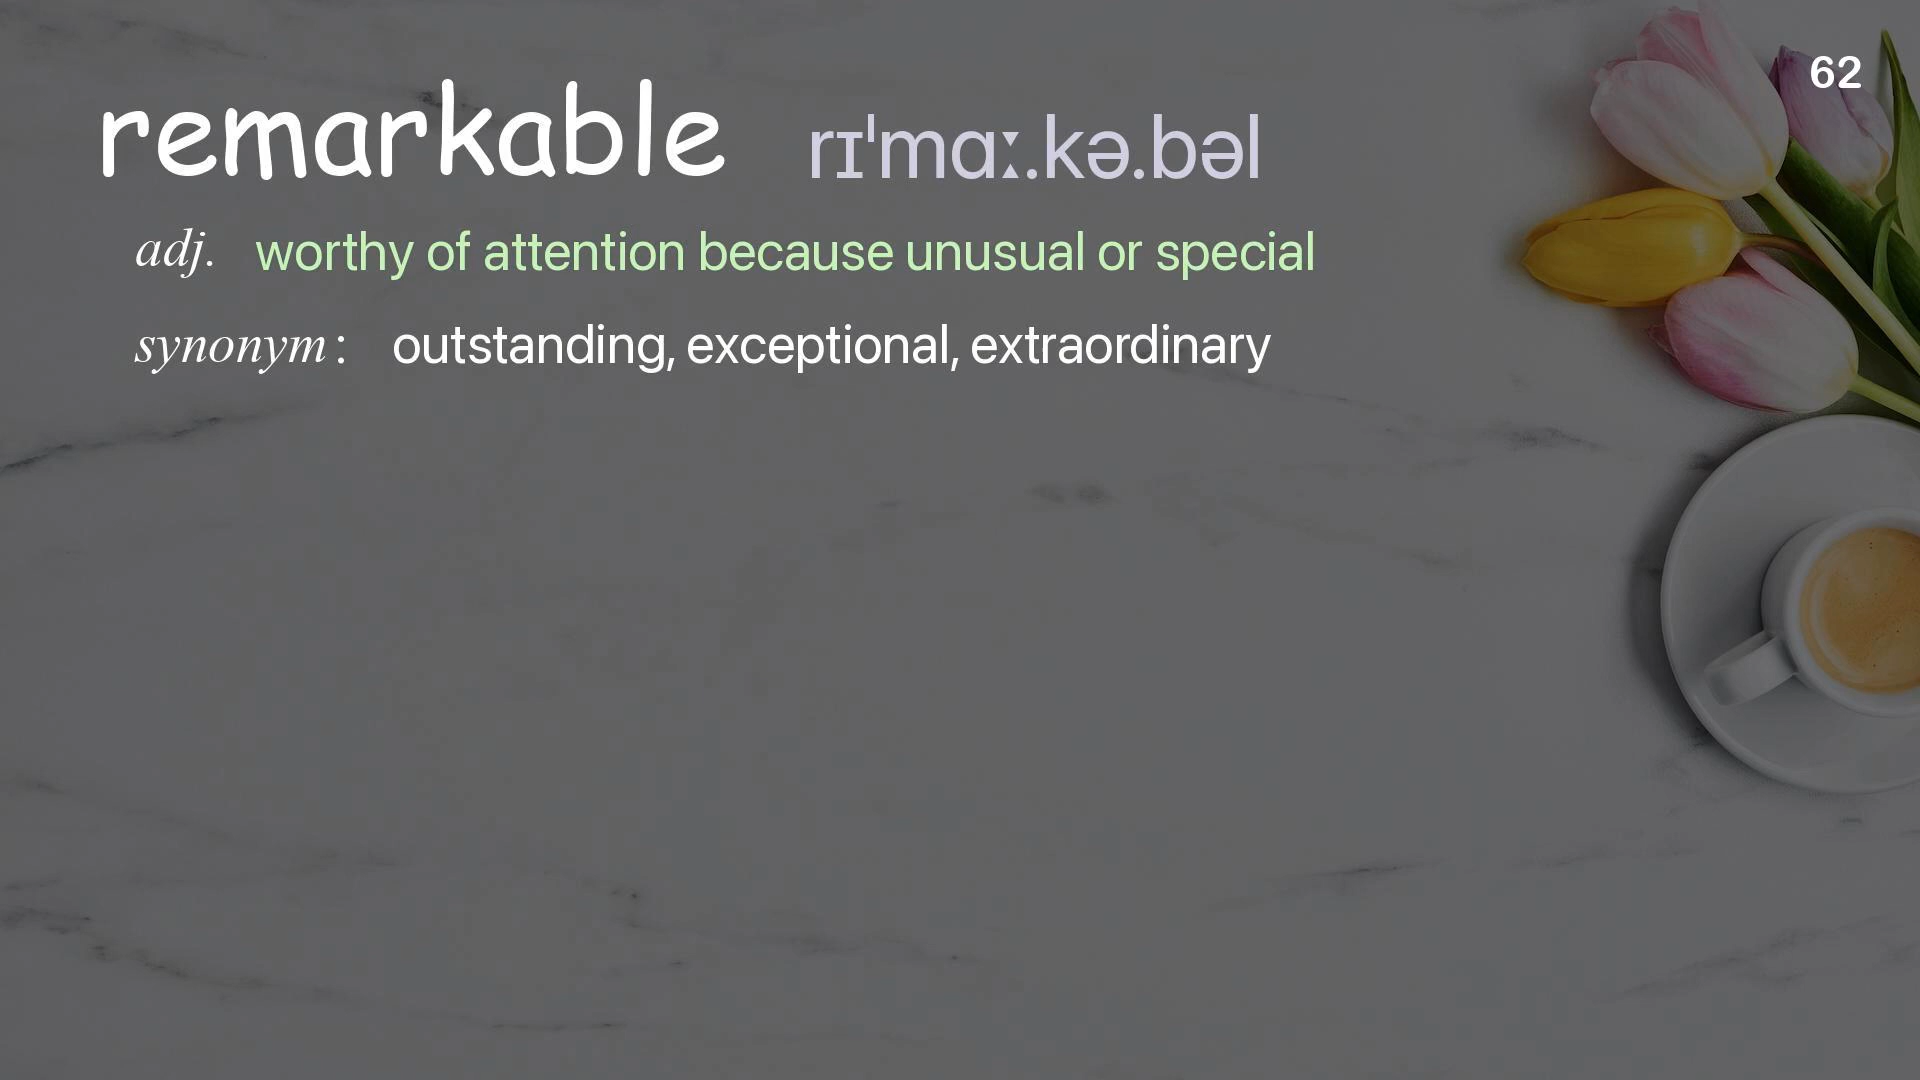 62
remarkable rɪˈmɑː.kə.bəl
adj. worthy of attention because unusual or special
synonym : outstanding, exceptional, extraordinary